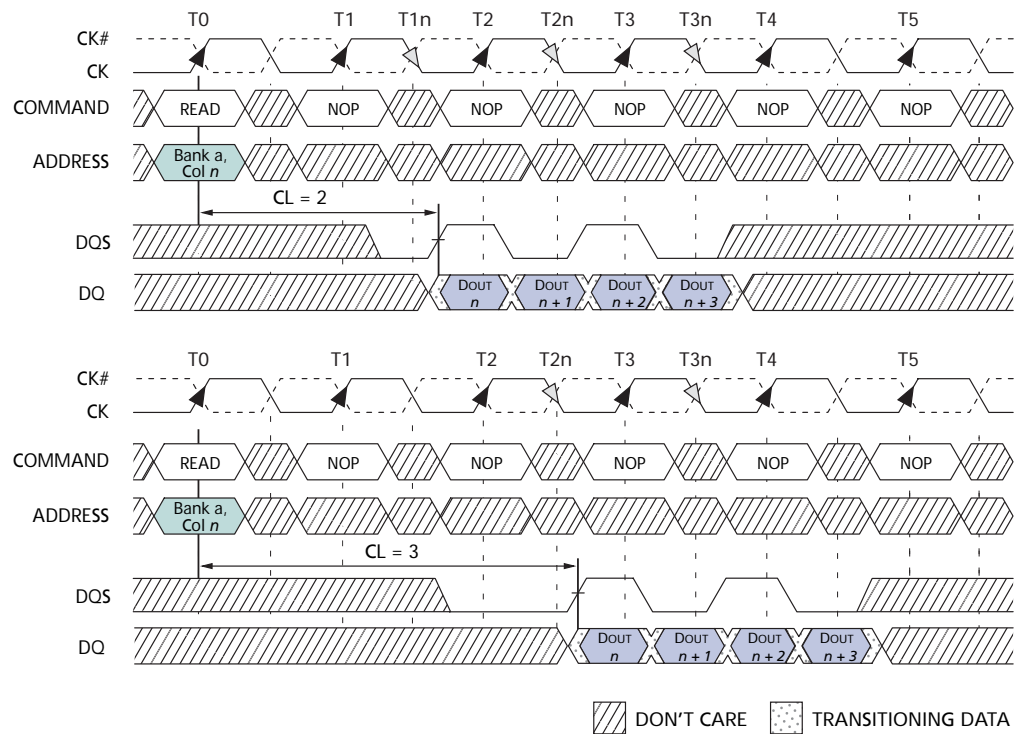 T0 T1 T1n T2 T2n T3 T3n T4 T5
CK#
CK
COMMAND READ NOP NOP NOP NOP NOP
ADDRESS Bank a,
Col n
CL = 2
DQS
DQ DOUT n DOUT n + 1 DOUT n + 2 DOUT n + 3
T0 T1 T2 T2n T3 T3n T4 T5
CK#
CK
COMMAND READ NOP NOP NOP NOP NOP
ADDRESS Bank a,
Col n
CL = 3
DQS
DQ DOUT n DOUT n + 1 DOUT n + 2 DOUT n + 3
DON'T CARE TRANSITIONING DATA